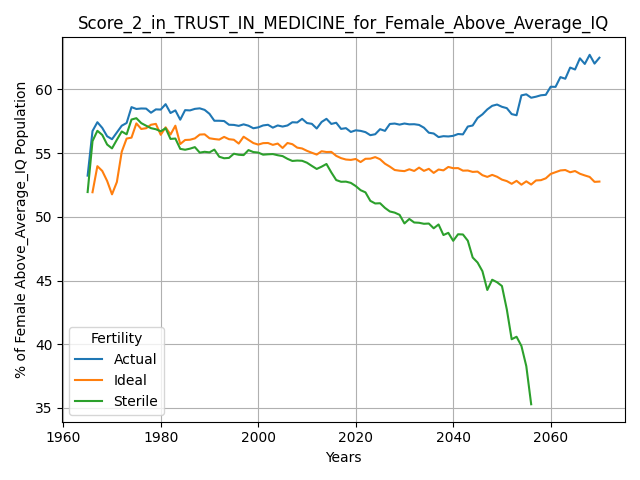 Score_2_in_TRUST_IN_MEDICINE_for_Female_Above_Average_IQ
% of Female Above_Average_IQ Population
60
55
50
45
40
35
Fertility
Actual
Ideal
Sterile
1960
1980
2000
2020
2040
2060
Years